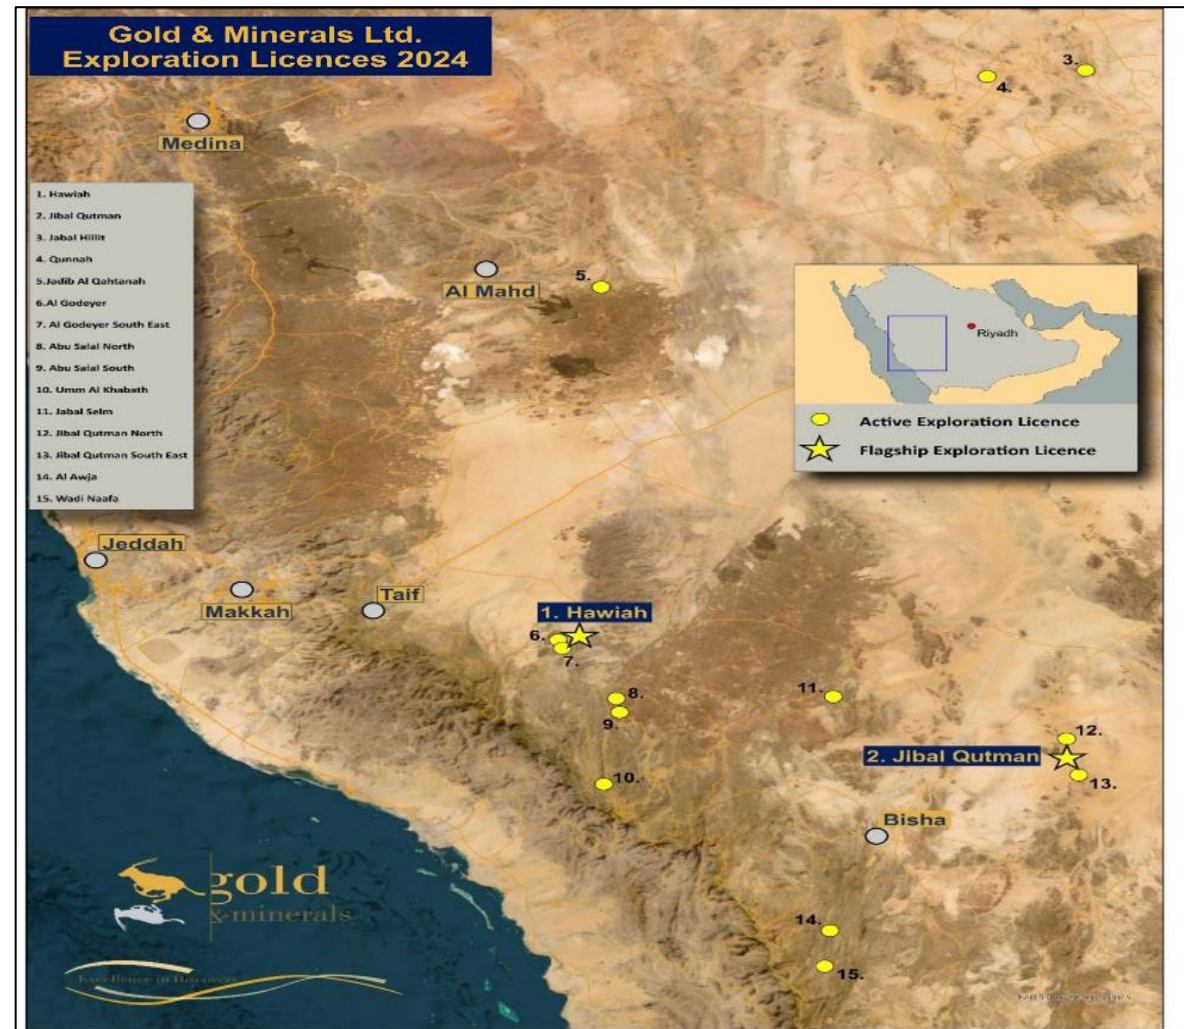 Gold & Minerals Ltd.
Exploration Licences 2024
3.
4.
Medina
1. Hawiah
2. Jibal Qutman
3. Jabal Hillit
4. Qunnah
5.Jadib Al Qahtanah
6.Al Godeyer
7. Al Godeyer South East
8. Abu Salal North
9. Abu Salal South
10. Umm Al Khabath
11. Jabal Selm
12. Jibal Qutman North
13. Jibal Qutman South East
14. Al Awja
15. Wadi Naafa
Al Mahd
5.
Riyadh
Active Exploration Licence
Flagship Exploration Licence
Jeddah
Makkah
Taif
1. Hawiah
6.
7.
8.
9.
10.
11.
12.
2. Jibal Qutman
13.
Bisha
14.
15.
gold
& minerals
Excellence in Discovery